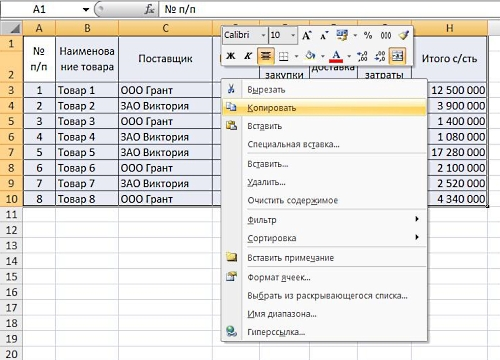 A1 fx № п/п
Calibri 10 A A % 000
Ж К A ,00 ,0
A B C H
1 № п/п Наименова ние товара Поставщик Итого с/сть
2 закупки доставка затраты
3 1 Товар 1 ООО Грант 12 500 000
4 2 Товар 2 ЗАО Виктория 3 900 000
5 3 Товар 3 ООО Грант 1 400 000
6 4 Товар 4 ЗАО Виктория 1 080 000
7 5 Товар 5 ЗАО Виктория 17 280 000
8 6 Товар 6 ООО Грант 2 100 000
9 7 Товар 7 ЗАО Виктория 2 520 000
10 8 Товар 8 ООО Грант 4 340 000
11
12
13
14
15
16
17
18
19
20
Вырезать
Копировать
Вставить
Специальная вставка...
Вставить...
Удалить...
Очистить содержимое
Фильтр
Сортировка
Вставить примечание
Формат ячеек...
Выбрать из раскрывающегося списка...
Имя диапазона...
Гиперссылка...